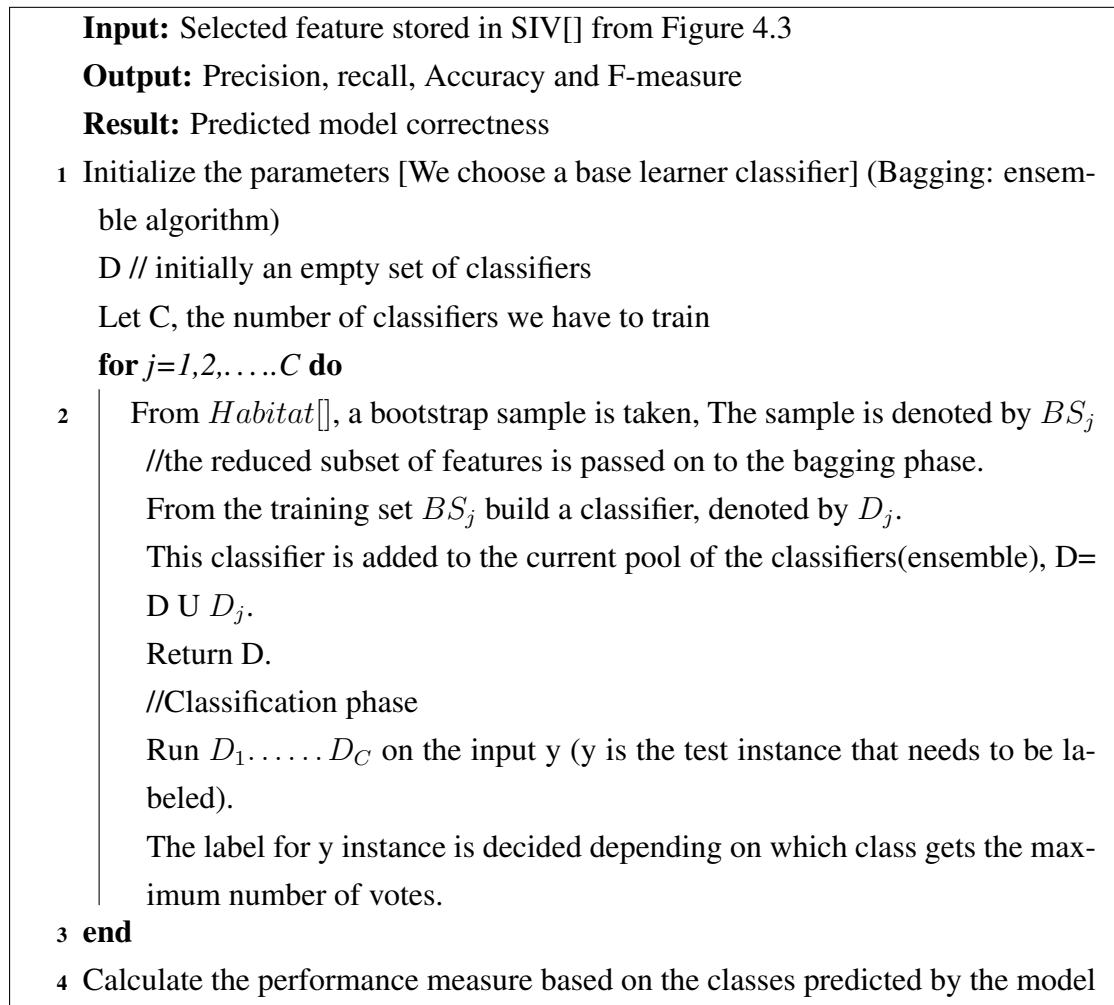 Input: Selected feature stored in SIV[] from Figure 4.3
Output: Precision, recall, Accuracy and F-measure
Result: Predicted model correctness
1 Initialize the parameters [We choose a base learner classifier] (Bagging: ensem-
ble algorithm)
D // initially an empty set of classifiers
Let C, the number of classifiers we have to train
for j=1,2,.....C do
2 From Habitat[], a bootstrap sample is taken, The sample is denoted by BS_j
//the reduced subset of features is passed on to the bagging phase.
From the training set BS_j build a classifier, denoted by D_j.
This classifier is added to the current pool of the classifiers(ensemble), D=
D U D_j.
Return D.
//Classification phase
Run D_1......D_C on the input y (y is the test instance that needs to be la-
beled).
The label for y instance is decided depending on which class gets the max-
imum number of votes.
3 end
4 Calculate the performance measure based on the classes predicted by the model